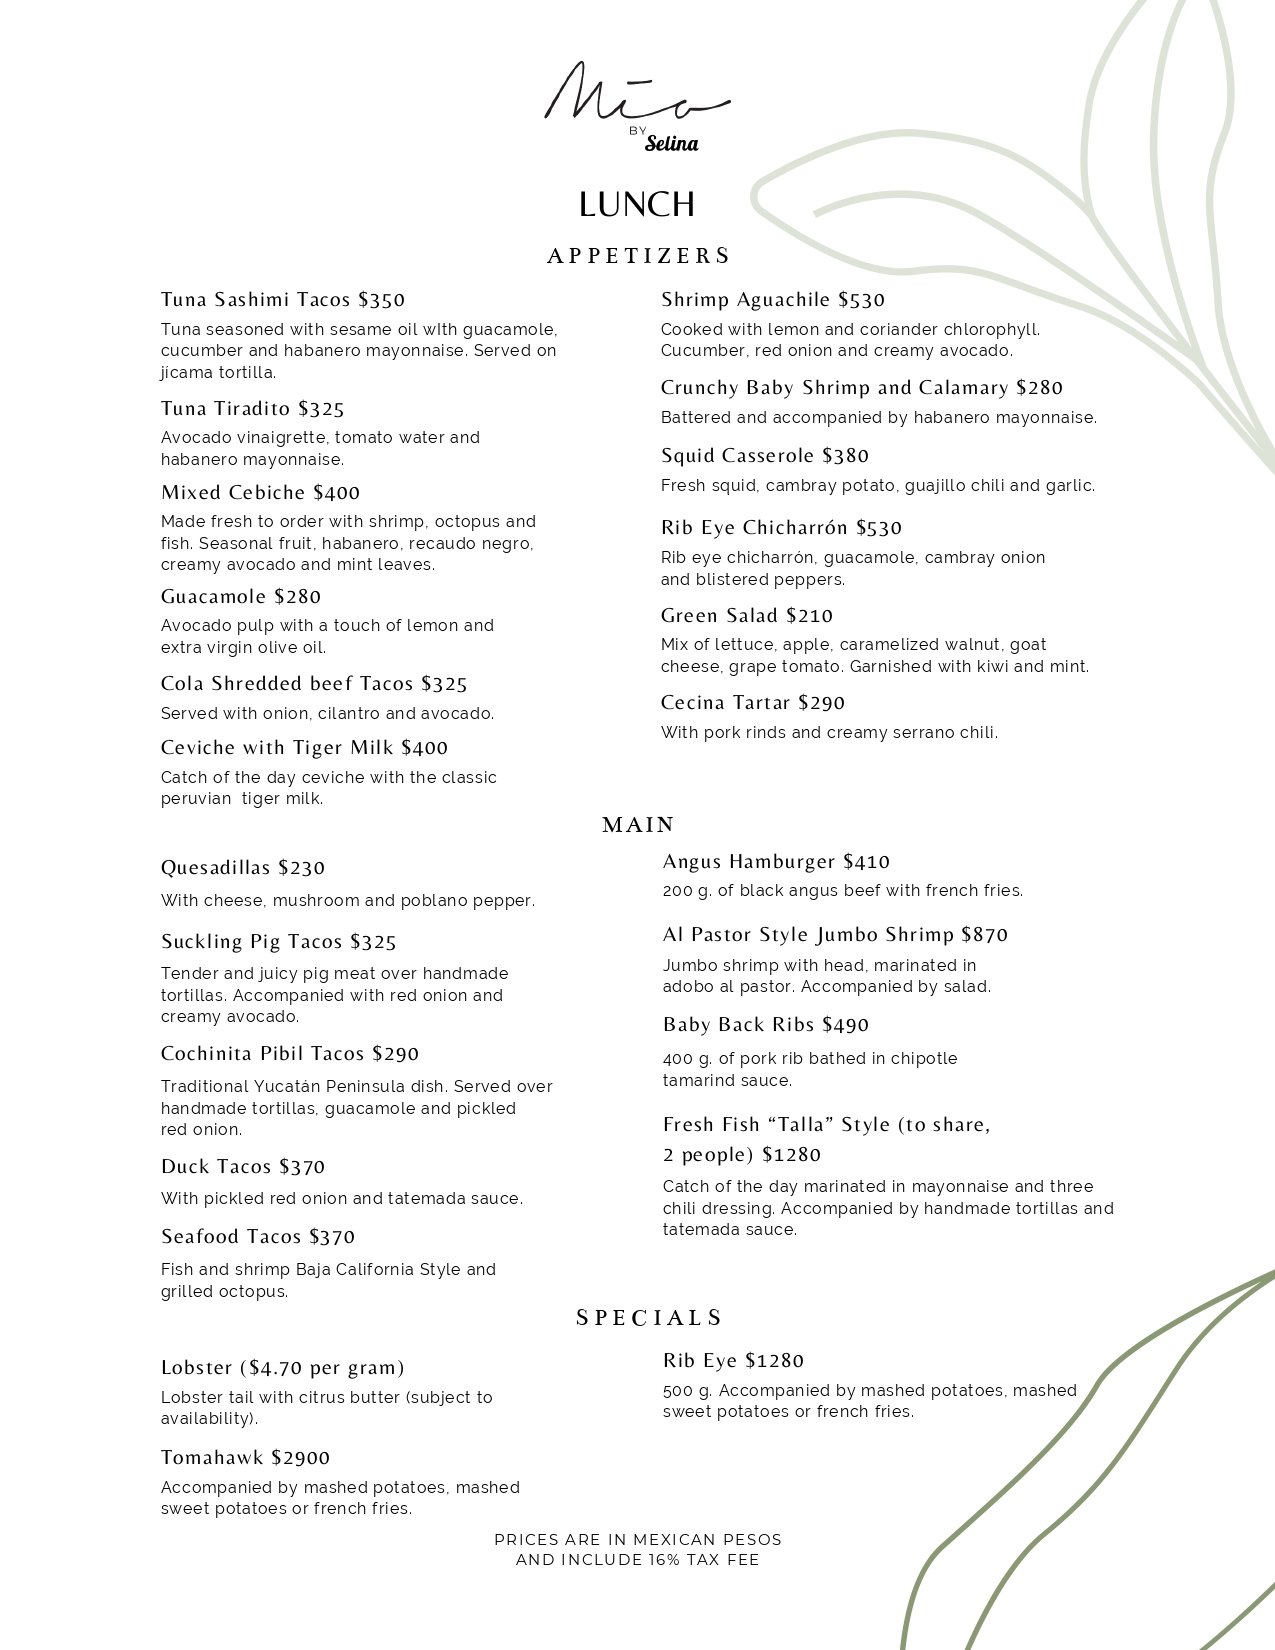 Mío
BY
Selina
LUNCH
APPETIZERS
Tuna Sashimi Tacos $350
Tuna seasoned with sesame oil wIth guacamole,
cucumber and habanero mayonnaise. Served on
jícama tortilla.
Tuna Tiradito $325
Avocado vinaigrette, tomato water and
habanero mayonnaise.
Mixed Cebiche $400
Made fresh to order with shrimp, octopus and
fish. Seasonal fruit, habanero, recaudo negro,
creamy avocado and mint leaves.
Guacamole $280
Avocado pulp with a touch of lemon and
extra virgin olive oil.
Cola Shredded beef Tacos $325
Served with onion, cilantro and avocado.
Ceviche with Tiger Milk $400
Catch of the day ceviche with the classic
peruvian  tiger milk.
Shrimp Aguachile $530
Cooked with lemon and coriander chlorophyll.
Cucumber, red onion and creamy avocado.
Crunchy Baby Shrimp and Calamary $280
Battered and accompanied by habanero mayonnaise.
Squid Casserole $380
Fresh squid, cambray potato, guajillo chili and garlic.
Rib Eye Chicharrón $530
Rib eye chicharrón, guacamole, cambray onion
and blistered peppers.
Green Salad $210
Mix of lettuce, apple, caramelized walnut, goat
cheese, grape tomato. Garnished with kiwi and mint.
Cecina Tartar $290
With pork rinds and creamy serrano chili.
MAIN
Quesadillas $230
With cheese, mushroom and poblano pepper.
Suckling Pig Tacos $325
Tender and juicy pig meat over handmade
tortillas. Accompanied with red onion and
creamy avocado.
Cochinita Pibil Tacos $290
Traditional Yucatán Peninsula dish. Served over
handmade tortillas, guacamole and pickled
red onion.
Duck Tacos $370
With pickled red onion and tatemada sauce.
Seafood Tacos $370
Fish and shrimp Baja California Style and
grilled octopus.
Angus Hamburger $410
200 g. of black angus beef with french fries.
Al Pastor Style Jumbo Shrimp $870
Jumbo shrimp with head, marinated in
adobo al pastor. Accompanied by salad.
Baby Back Ribs $490
400 g. of pork rib bathed in chipotle
tamarind sauce.
Fresh Fish “Talla” Style (to share,
2 people) $1280
Catch of the day marinated in mayonnaise and three
chili dressing. Accompanied by handmade tortillas and
tatemada sauce.
SPECIALS
Lobster ($4.70 per gram)
Lobster tail with citrus butter (subject to
availability).
Tomahawk $2900
Accompanied by mashed potatoes, mashed
sweet potatoes or french fries.
Rib Eye $1280
500 g. Accompanied by mashed potatoes, mashed
sweet potatoes or french fries.
PRICES ARE IN MEXICAN PESOS
AND INCLUDE 16% TAX FEE